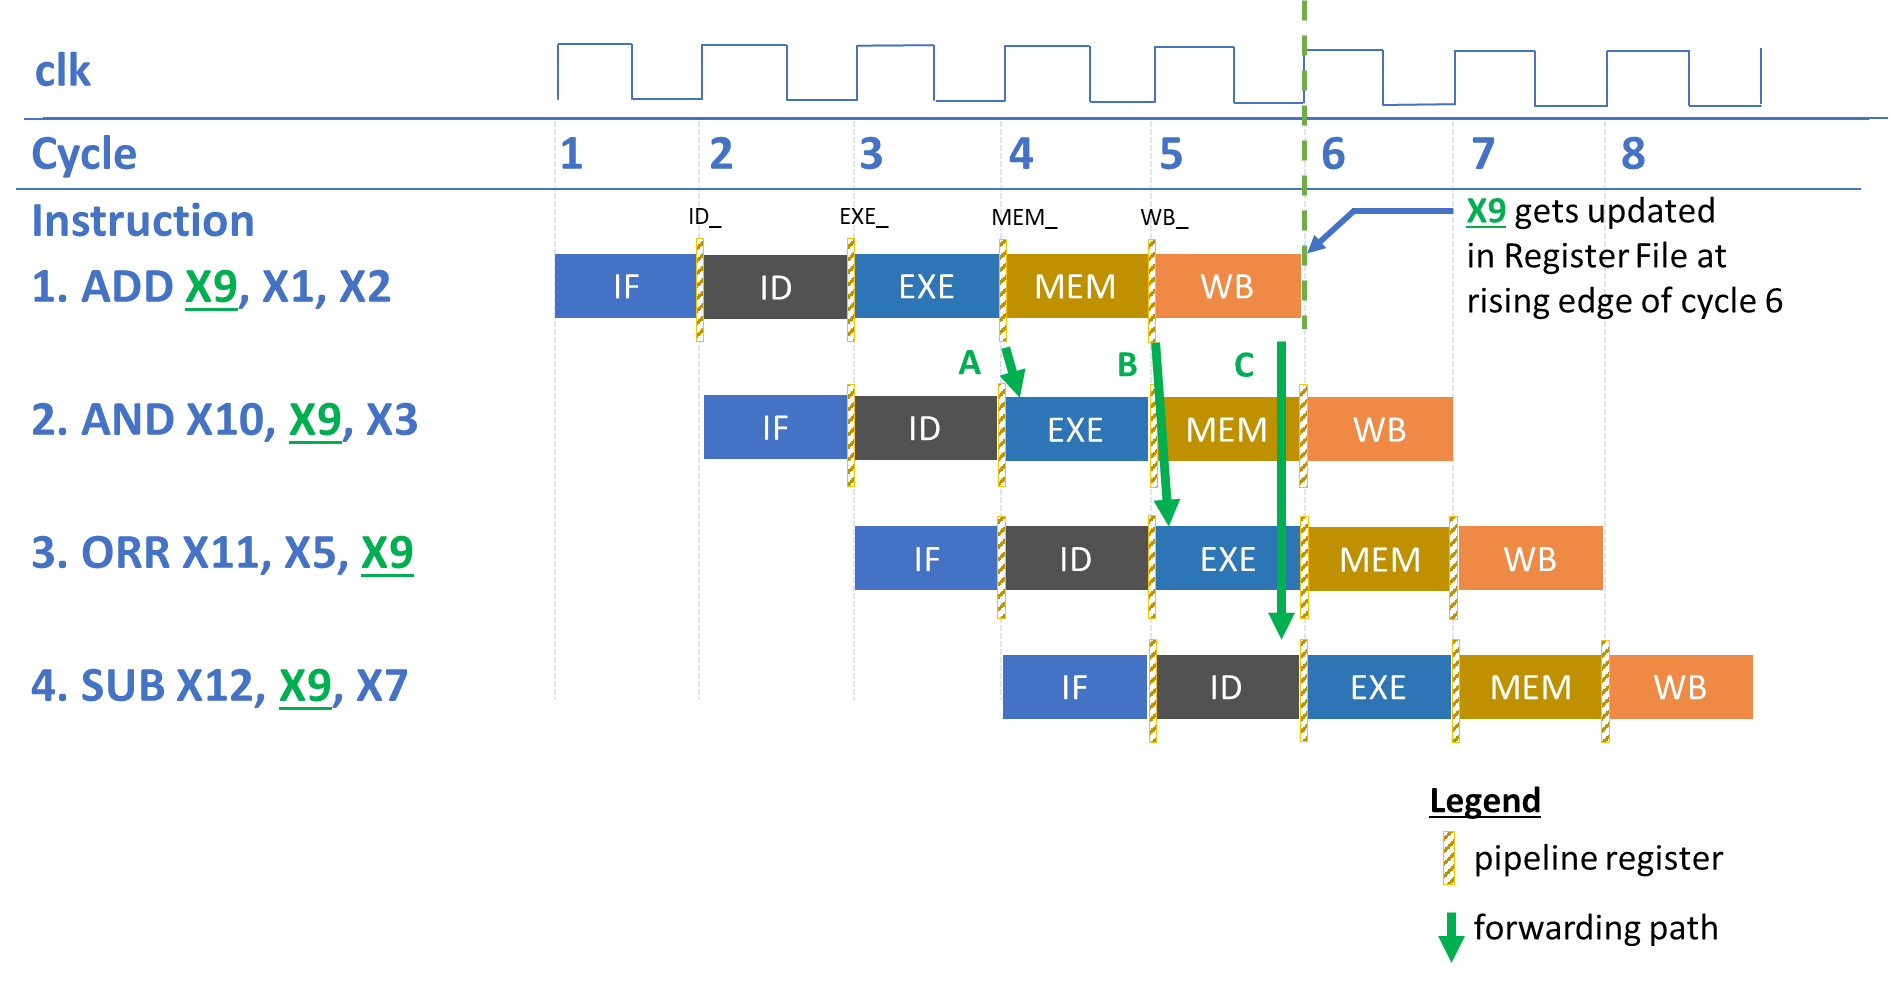 clk
Cycle 1 2 3 4 5 6 7 8
Instruction
ID_ EXE_ MEM_ WB_
X9 gets updated
in Register File at
rising edge of cycle 6
1. ADD X9, X1, X2
IF ID EXE MEM WB
A B C
2. AND X10, X9, X3
IF ID EXE MEM WB
3. ORR X11, X5, X9
IF ID EXE MEM WB
4. SUB X12, X9, X7
IF ID EXE MEM WB
Legend
pipeline register
forwarding path